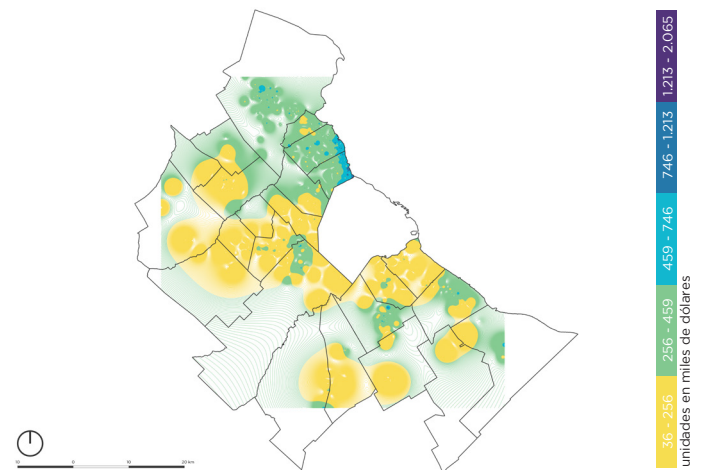 1.213 - 2.065
746 - 1.213
459 - 746
256 - 459
36 - 256
unidades en miles de dólares
10 0 10 20 km